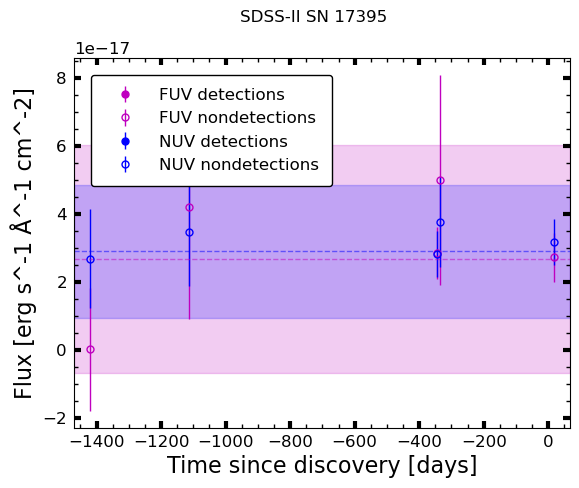 SDSS-II SN 17395
1e−17
FUV detections
FUV nondetections
NUV detections
NUV nondetections
8
6
4
2
0
−2
Flux [erg s^-1 Å^-1 cm^-2]
−1400 −1200 −1000 −800 −600 −400 −200 0
Time since discovery [days]